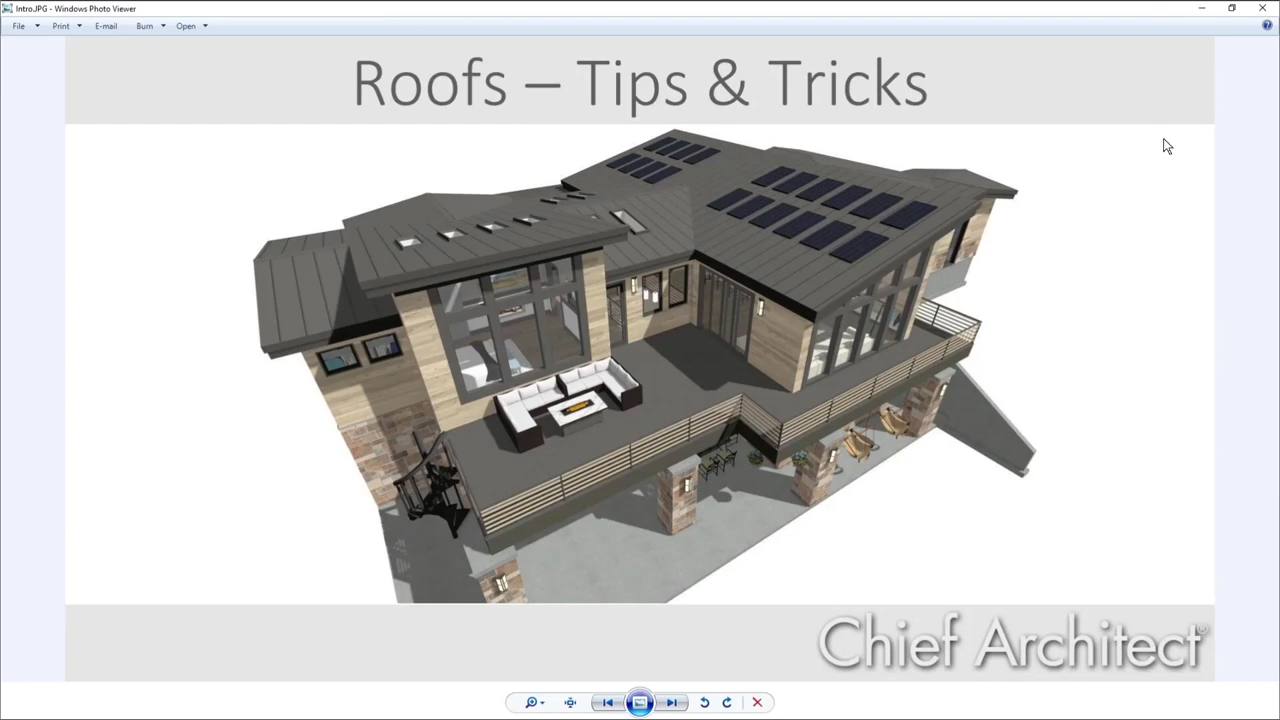 Intro.JPG - Windows Photo Viewer
File Print E-mail Burn Open
Roofs – Tips & Tricks
Chief Architect®